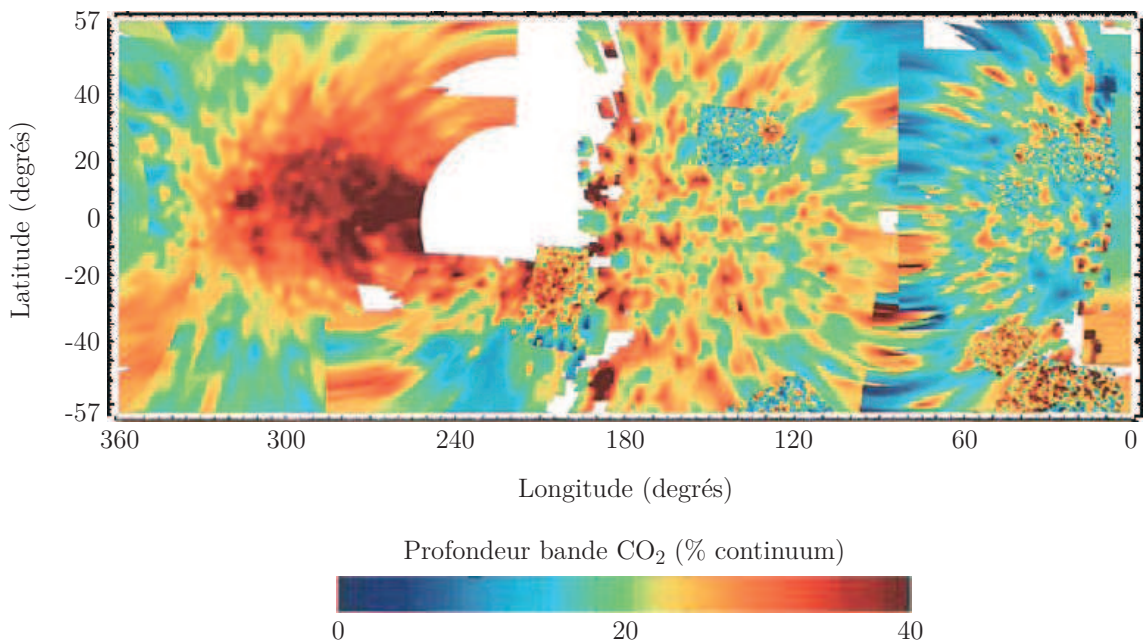 57
40
20
0
-20
-40
-57
Latitude (degrés)
360 300 240 180 120 60 0
Longitude (degrés)
Profondeur bande CO₂ (% continuum)
0 20 40